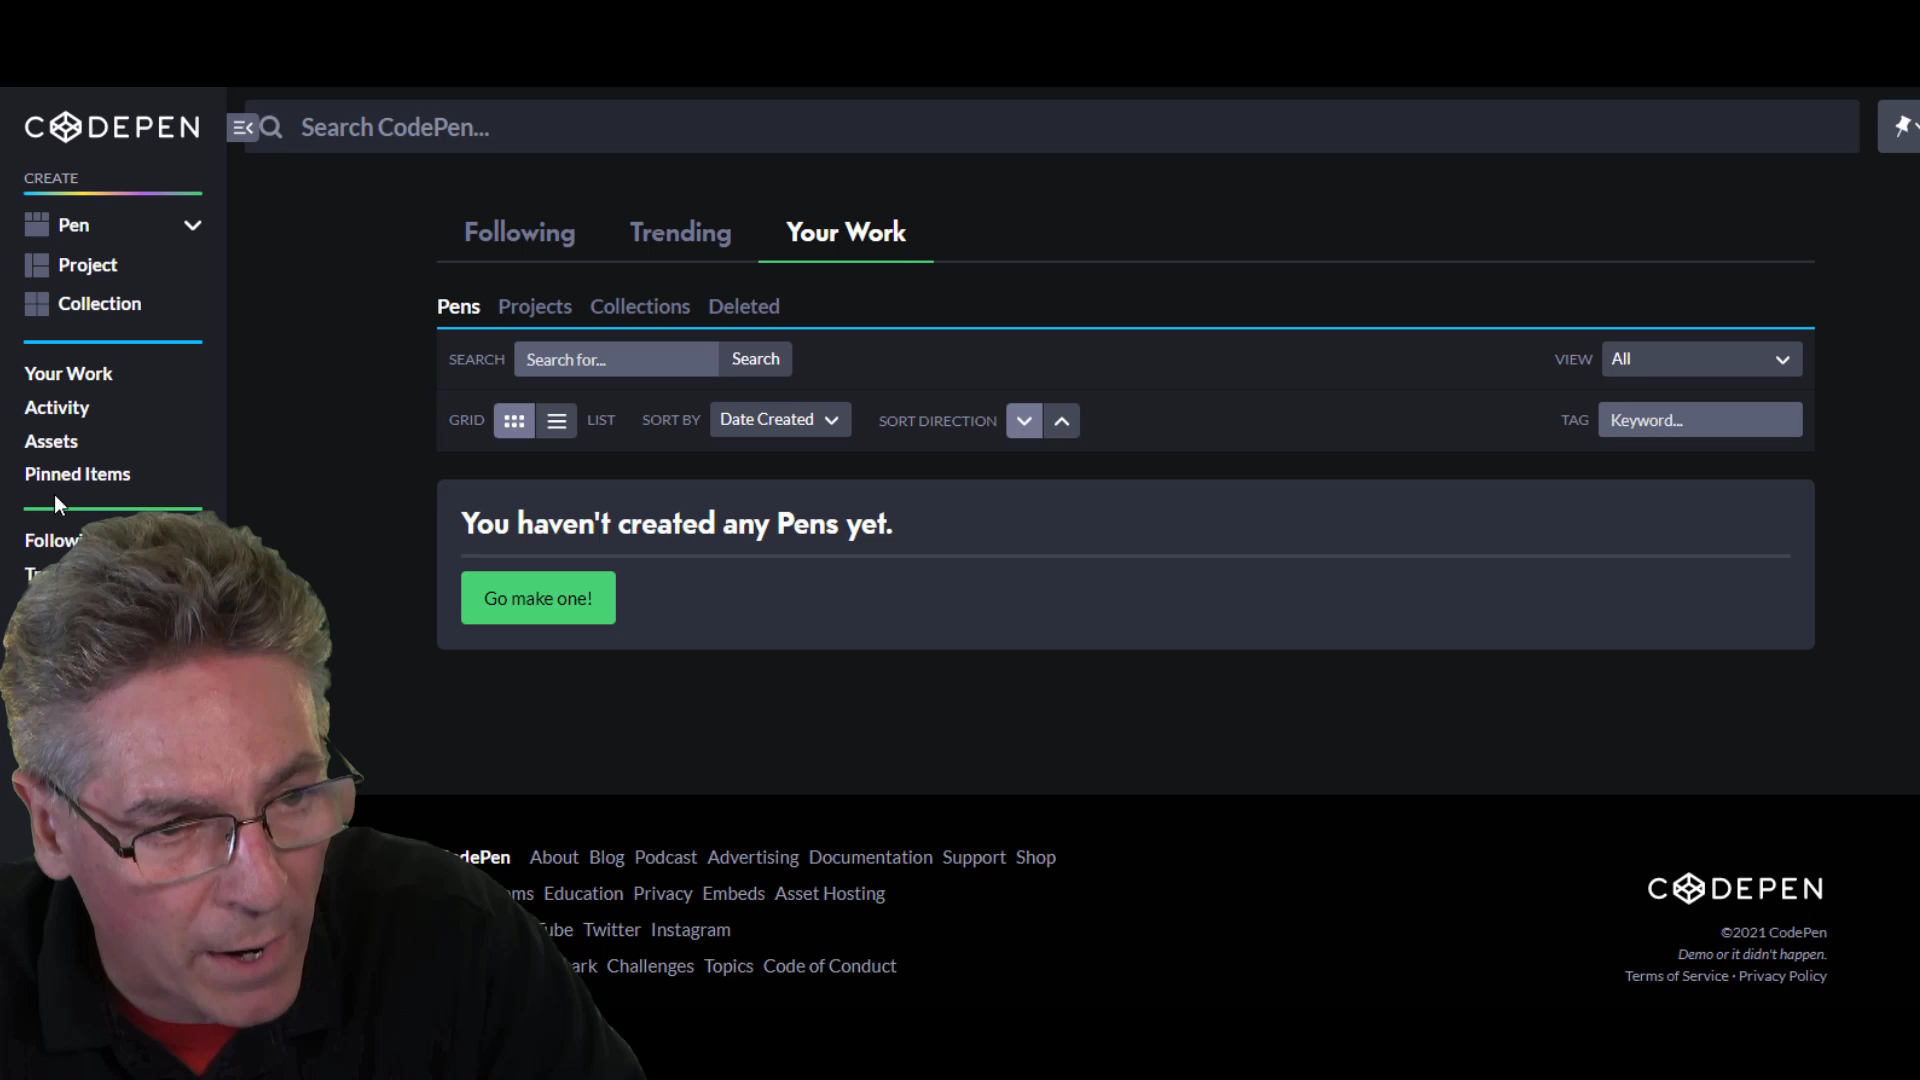 CODEPEN
Search CodePen...
CREATE
Pen
Project
Collection
Your Work
Activity
Assets
Pinned Items
Following Trending Your Work
Pens Projects Collections Deleted
SEARCH Search for... Search VIEW All
GRID LIST SORT BY Date Created SORT DIRECTION TAG Keyword...
You haven't created any Pens yet.
Go make one!
About Blog Podcast Advertising Documentation Support Shop
Education Privacy Embeds Asset Hosting
Twitter Instagram
Challenges Topics Code of Conduct
CODEPEN
©2021 CodePen
Demo or it didn't happen.
Terms of Service · Privacy Policy